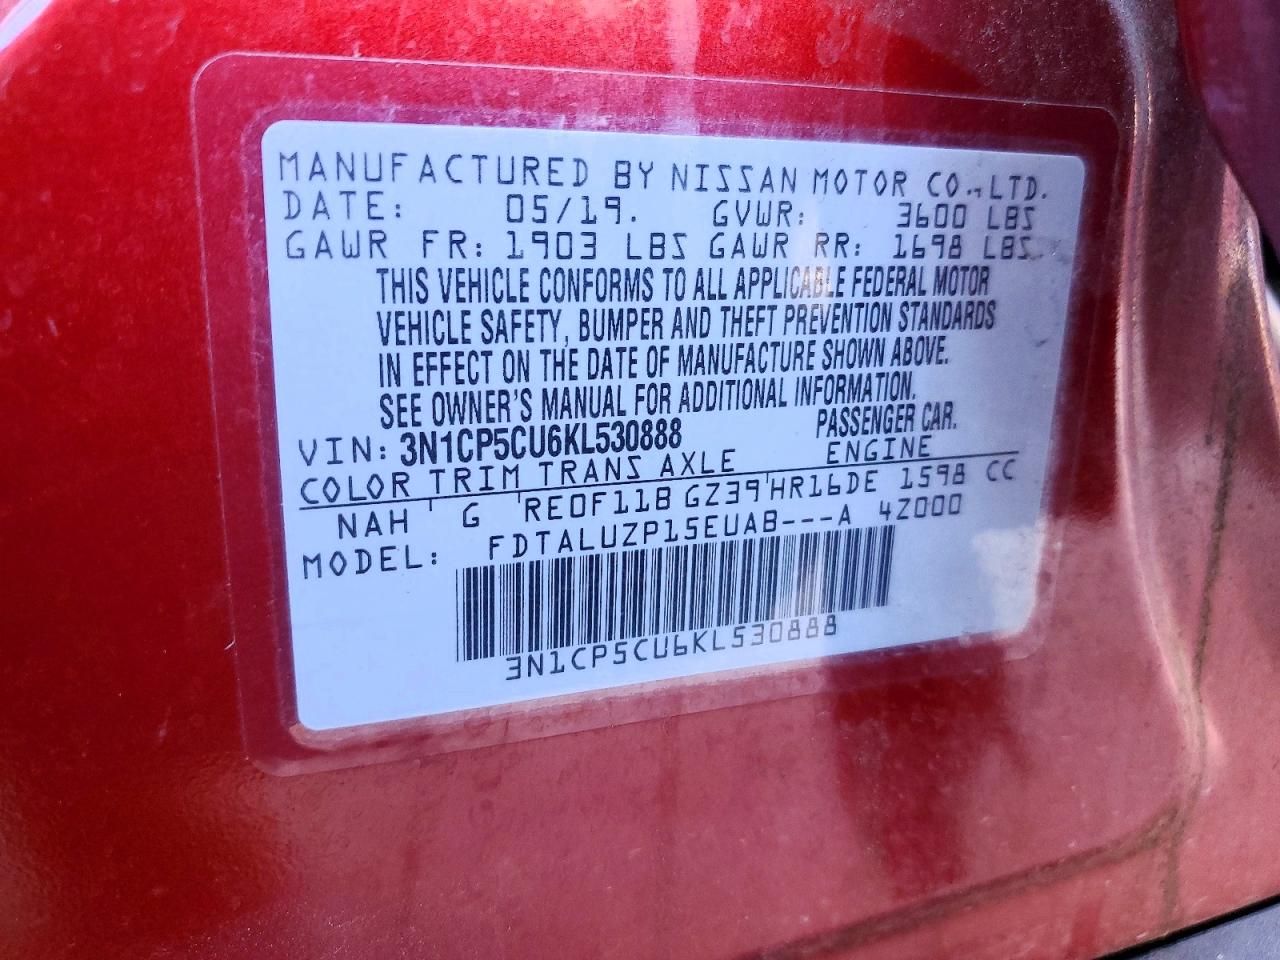 MANUFACTURED BY NISSAN MOTOR CO., LTD.
DATE: 05/19. GVWR: 3600 LBS
GAWR FR: 1903 LBS GAWR RR: 1698 LBS.
THIS VEHICLE CONFORMS TO ALL APPLICABLE FEDERAL MOTOR
VEHICLE SAFETY, BUMPER AND THEFT PREVENTION STANDARDS
IN EFFECT ON THE DATE OF MANUFACTURE SHOWN ABOVE.
SEE OWNER'S MANUAL FOR ADDITIONAL INFORMATION.
VIN: 3N1CP5CU6KL530888 PASSENGER CAR.
COLOR TRIM TRANS AXLE ENGINE
NAH G RE0F11B GZ39 HR16DE 1598 CC
MODEL: FDTALUZP15EUAB---A 4Z000
3N1CP5CU6KL530888